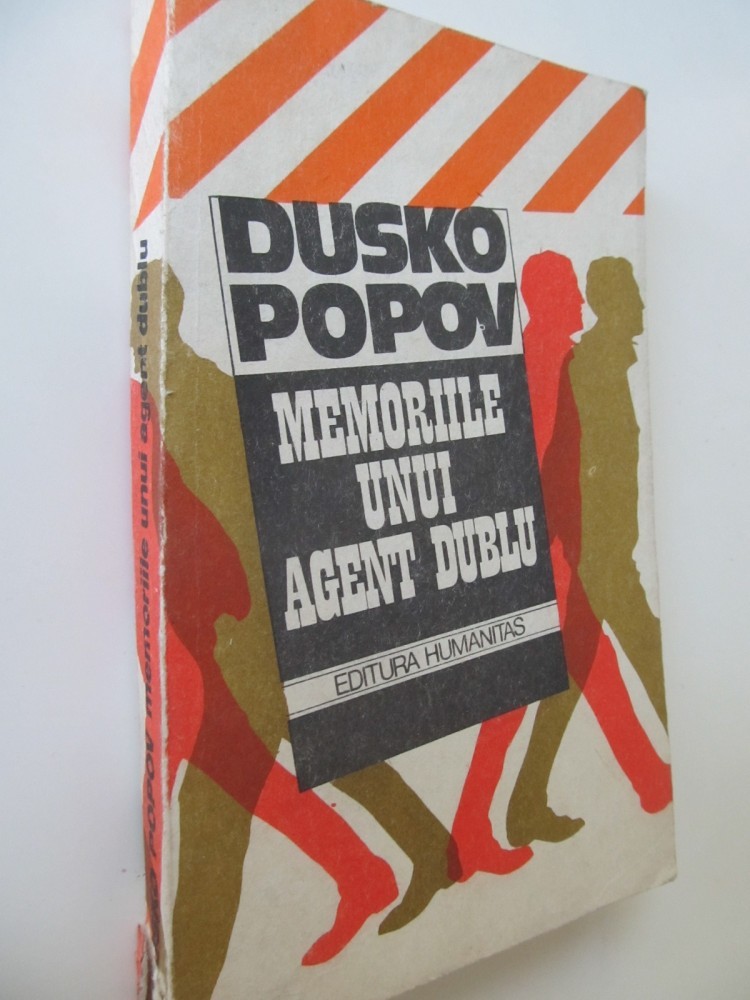 DUSKO
POPOV
MEMORIILE
UNUI
AGENT DUBLU
EDITURA HUMANITAS
POPOV memoriile unui agent dublu